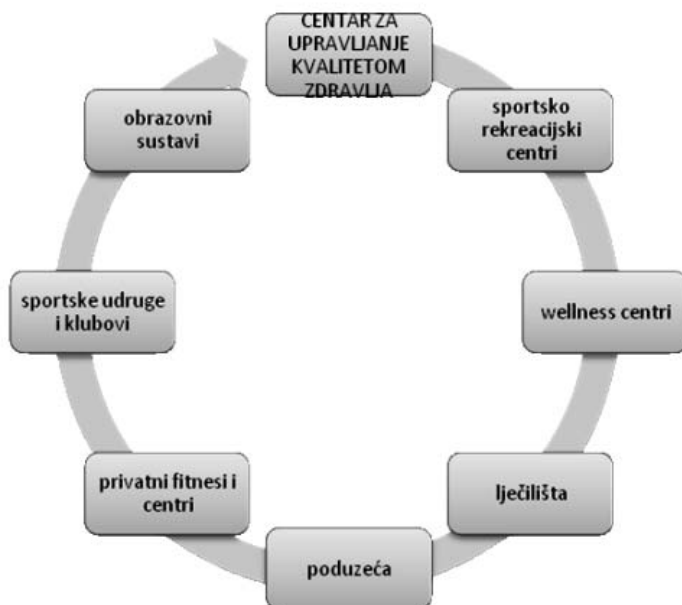 CENTAR ZA
UPRAVLJANJE
KVALITETOM
ZDRAVLJA
sportsko
rekreacijski
centri
wellness centri
lječilišta
poduzeća
privatni fitnesi i
centri
sportske udruge
i klubovi
obrazovni
sustavi